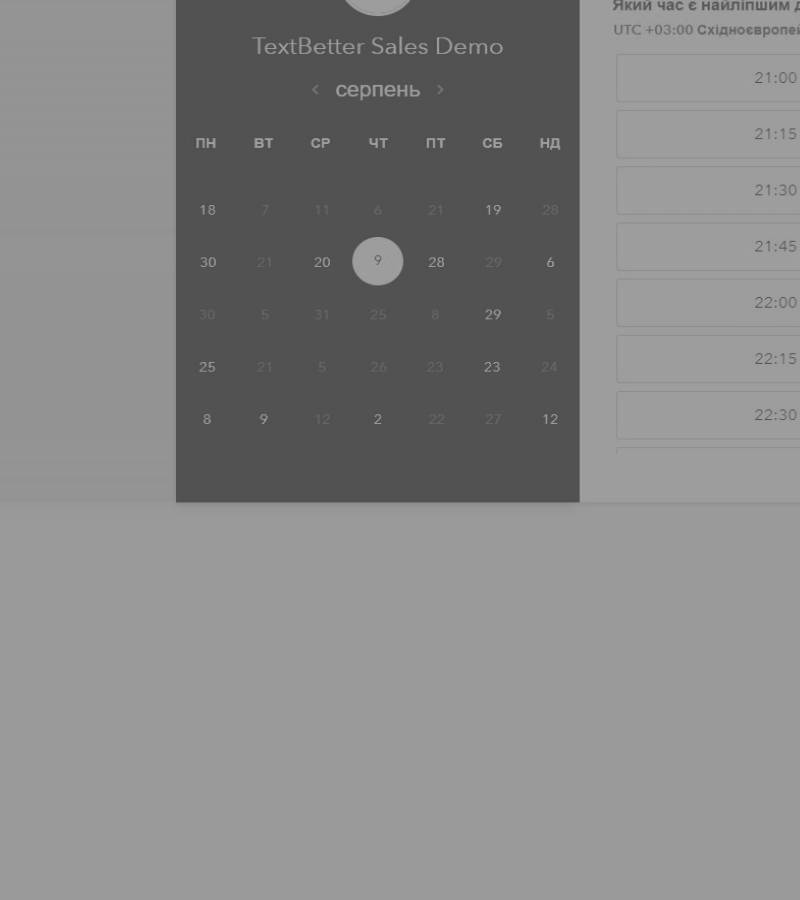 TextBetter Sales Demo
< серпень >
ПН ВТ СР ЧТ ПТ СБ НД
18 7 11 6 21 19 28
30 21 20 9 28 29 6
30 5 31 25 8 29 5
25 21 5 26 23 23 24
8 9 12 2 22 27 12
Який час є найліпшим
UTC +03:00
21:00
21:15
21:30
21:45
22:00
22:15
22:30